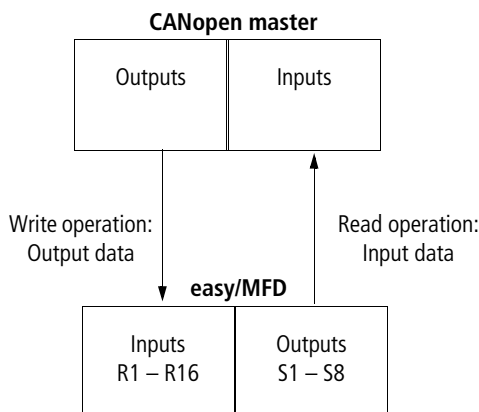 CANopen master
Outputs
Inputs
Write operation:
Output data
Read operation:
Input data
easy/MFD
Inputs
R1 – R16
Outputs
S1 – S8